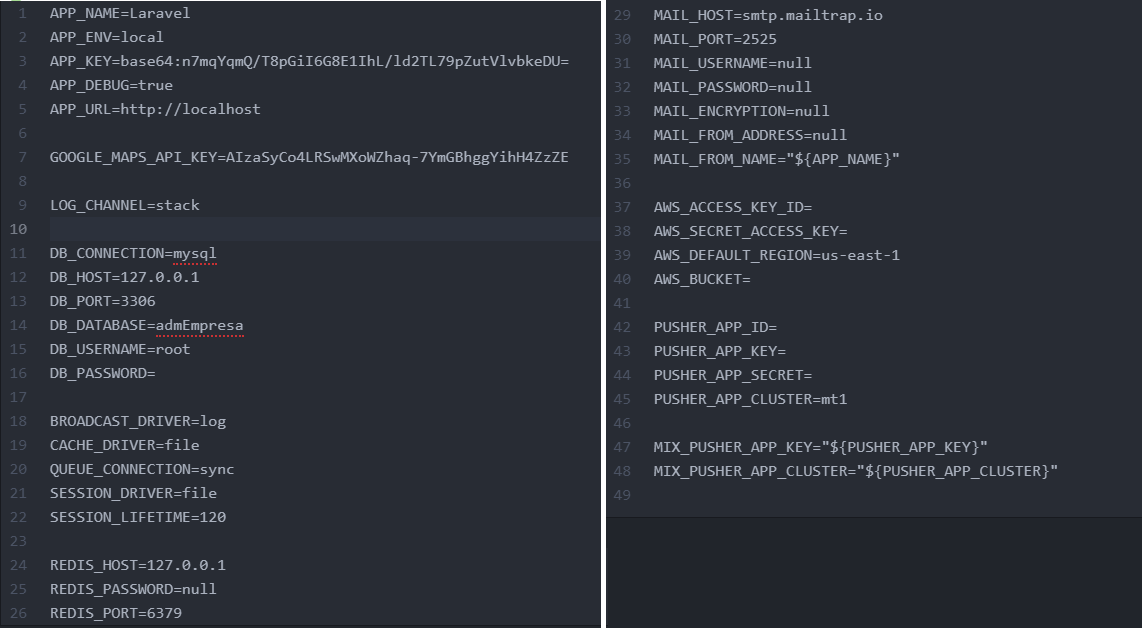 1 APP_NAME=Laravel
2 APP_ENV=local
3 APP_KEY=base64:n7mqYqmQ/T8pGiI6G8E1IhL/ld2TL79pZutVlvbkeDU=
4 APP_DEBUG=true
5 APP_URL=http://localhost
6
7 GOOGLE_MAPS_API_KEY=AIzaSyCo4LRSwMXoWZhaq-7YmGBhggYihH4ZzZE
8
9 LOG_CHANNEL=stack
10
11 DB_CONNECTION=mysql
12 DB_HOST=127.0.0.1
13 DB_PORT=3306
14 DB_DATABASE=admEmpresa
15 DB_USERNAME=root
16 DB_PASSWORD=
17
18 BROADCAST_DRIVER=log
19 CACHE_DRIVER=file
20 QUEUE_CONNECTION=sync
21 SESSION_DRIVER=file
22 SESSION_LIFETIME=120
23
24 REDIS_HOST=127.0.0.1
25 REDIS_PASSWORD=null
26 REDIS_PORT=6379
29 MAIL_HOST=smtp.mailtrap.io
30 MAIL_PORT=2525
31 MAIL_USERNAME=null
32 MAIL_PASSWORD=null
33 MAIL_ENCRYPTION=null
34 MAIL_FROM_ADDRESS=null
35 MAIL_FROM_NAME="${APP_NAME}"
36
37 AWS_ACCESS_KEY_ID=
38 AWS_SECRET_ACCESS_KEY=
39 AWS_DEFAULT_REGION=us-east-1
40 AWS_BUCKET=
41
42 PUSHER_APP_ID=
43 PUSHER_APP_KEY=
44 PUSHER_APP_SECRET=
45 PUSHER_APP_CLUSTER=mt1
46
47 MIX_PUSHER_APP_KEY="${PUSHER_APP_KEY}"
48 MIX_PUSHER_APP_CLUSTER="${PUSHER_APP_CLUSTER}"
49